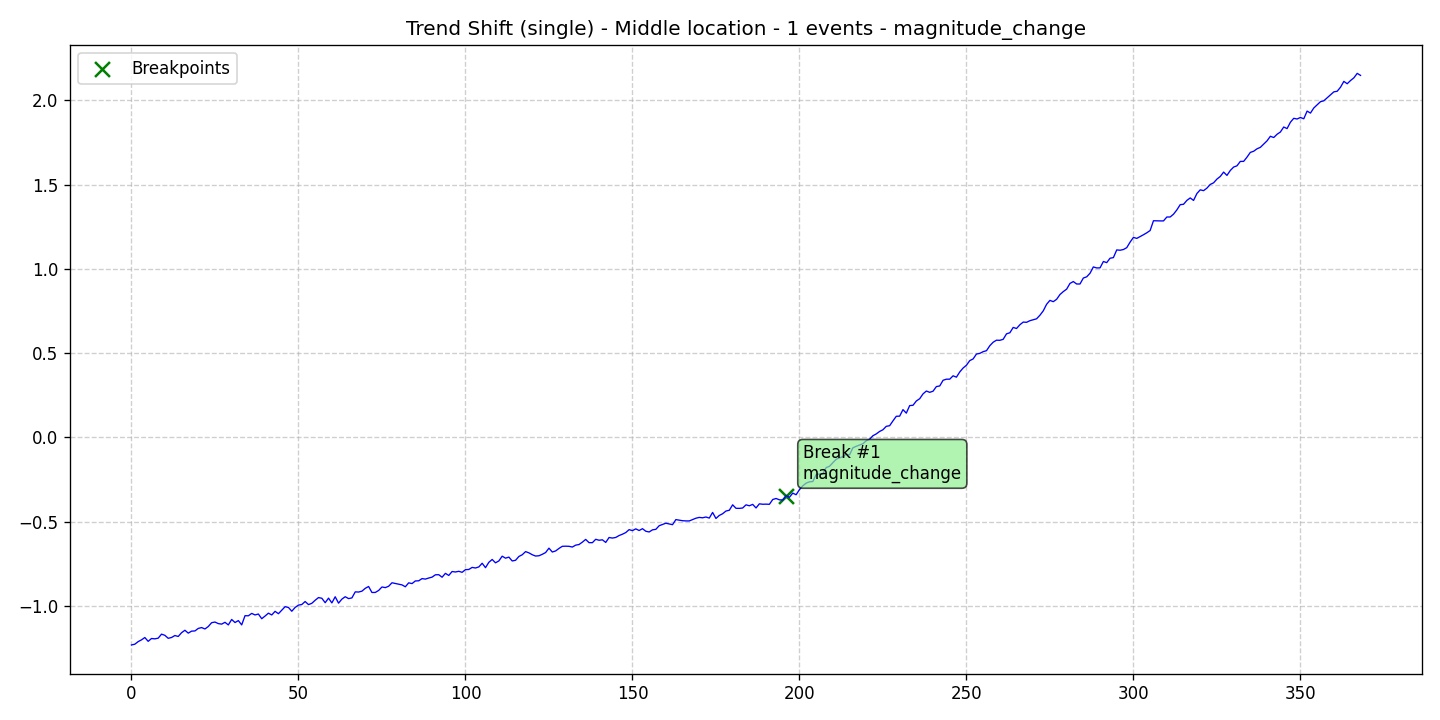 Trend Shift (single) - Middle location - 1 events - magnitude_change
Breakpoints
2.0
1.5
1.0
0.5
0.0
−0.5
−1.0
Break #1
magnitude_change
0 50 100 150 200 250 300 350